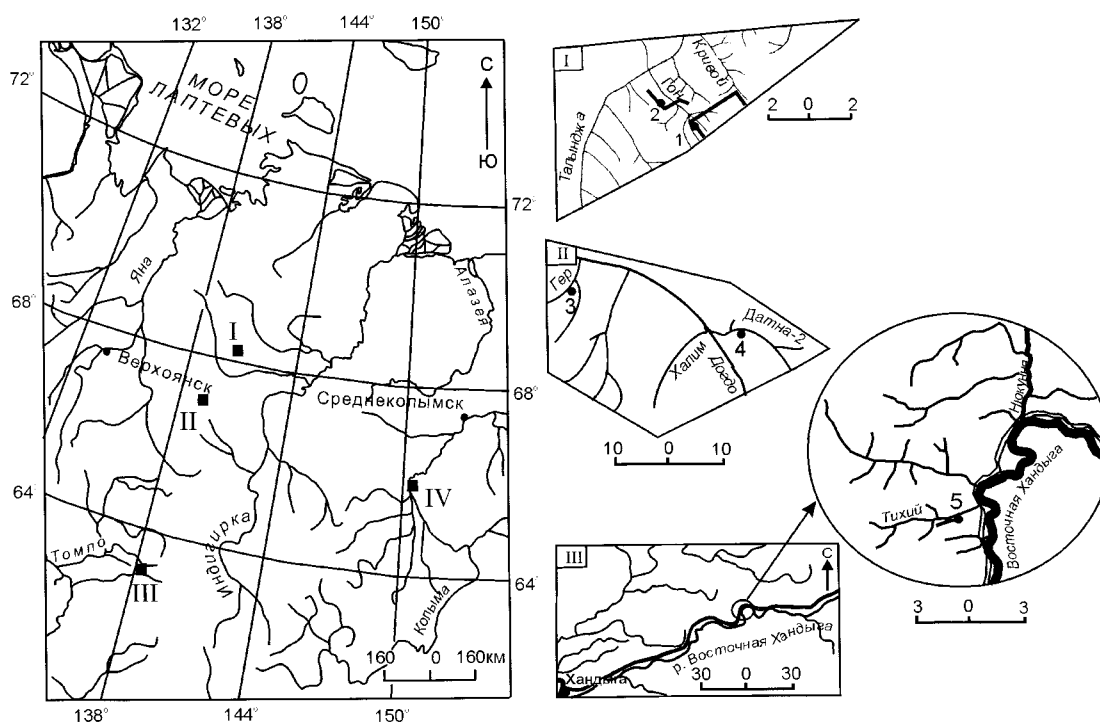 132°
138°
144°
150°
72°
МОРЕ
ЛАПТЕВЫХ
С
Ю
72°
Яна
Алазея
68°
I
Верхоянск
II
Среднеколымск
68°
64°
IV
Томпо
III
Индигирка
Колыма
64°
160 0 160км
138°
144°
150°
I
Кривой
Гон
2
1
Талынджа
2 0 2
II
Гер
3
Датна-2
4
Халим
Догдо
10 0 10
Нюкуня
Тихий
5
Восточная Хандыга
3 0 3
III
С
р. Восточная Хандыга
Хандыга
30 0 30